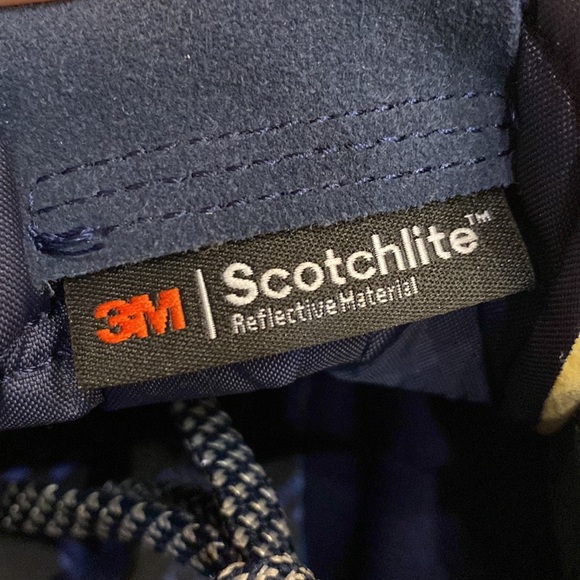 3M | Scotchlite™
Reflective Material